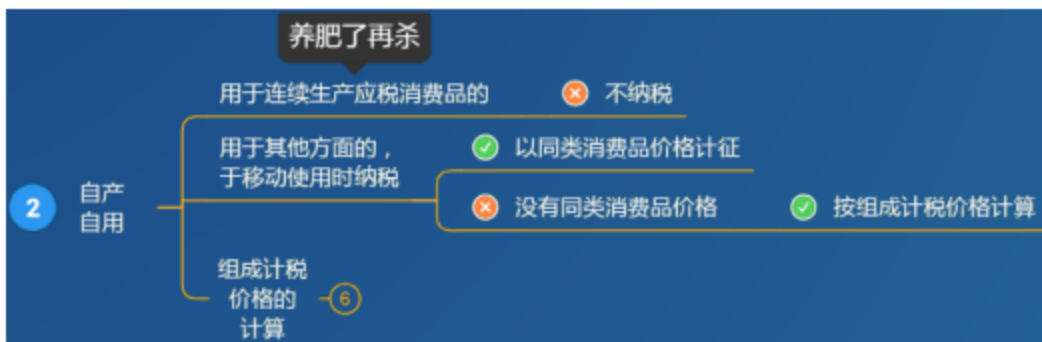 养肥了再杀
用于连续生产应税消费品的 不纳税
用于其他方面的，
于移动使用时纳税
以同类消费品价格计征
没有同类消费品价格 按组成计税价格计算
2
自产
自用
组成计税
价格的
计算
6